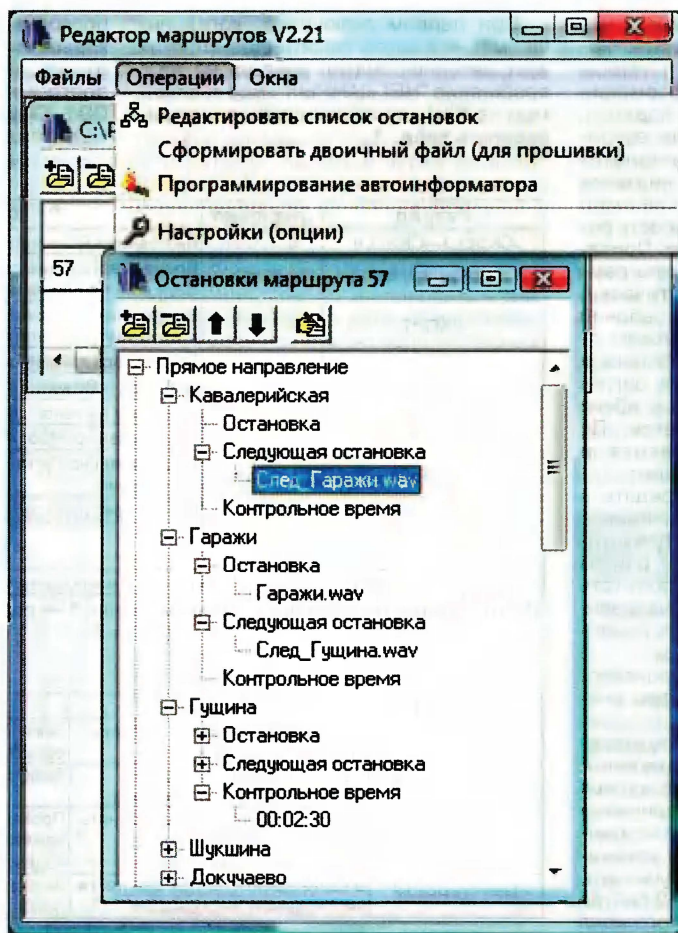 Редактор маршрутов V2.21
Файлы Операции Окна
Редактировать список остановок
C:\
Сформировать двоичный файл (для прошивки)
Программирование автоинформатора
Настройки (опции)
57
Остановки маршрута 57
Прямое направление
Кавалерийская
Остановка
Следующая остановка
След_Гаражи.wav
Контрольное время
Гаражи
Остановка
Гаражи.wav
Следующая остановка
След_Гущина.wav
Контрольное время
Гущина
Остановка
Следующая остановка
Контрольное время
00:02:30
Шукшина
Докучаево